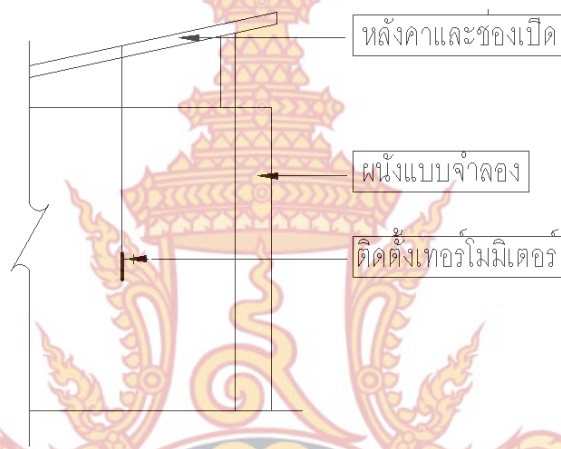 หลังคาและช่องเปิด
ผนังแบบจำลอง
ติดตั้งเทอร์โมมิเตอร์